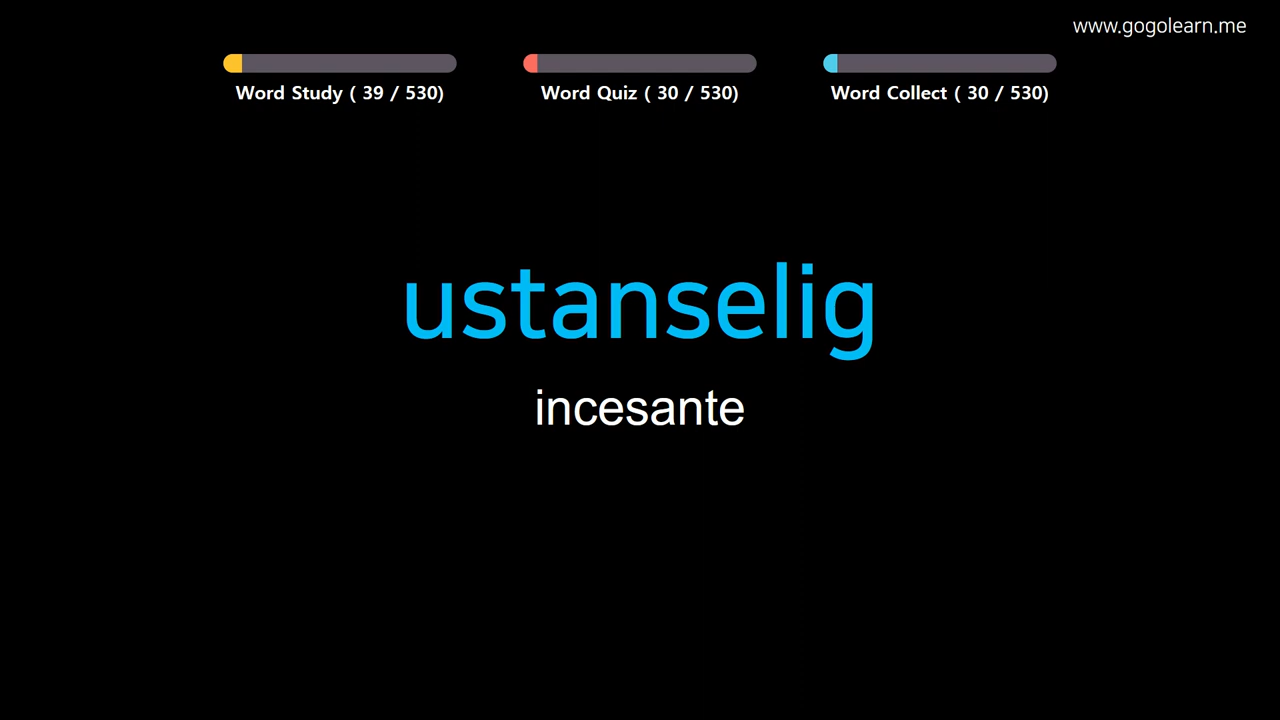 www.gogolearn.me
Word Study ( 39 / 530)
Word Quiz ( 30 / 530)
Word Collect ( 30 / 530)
ustanselig
incesante